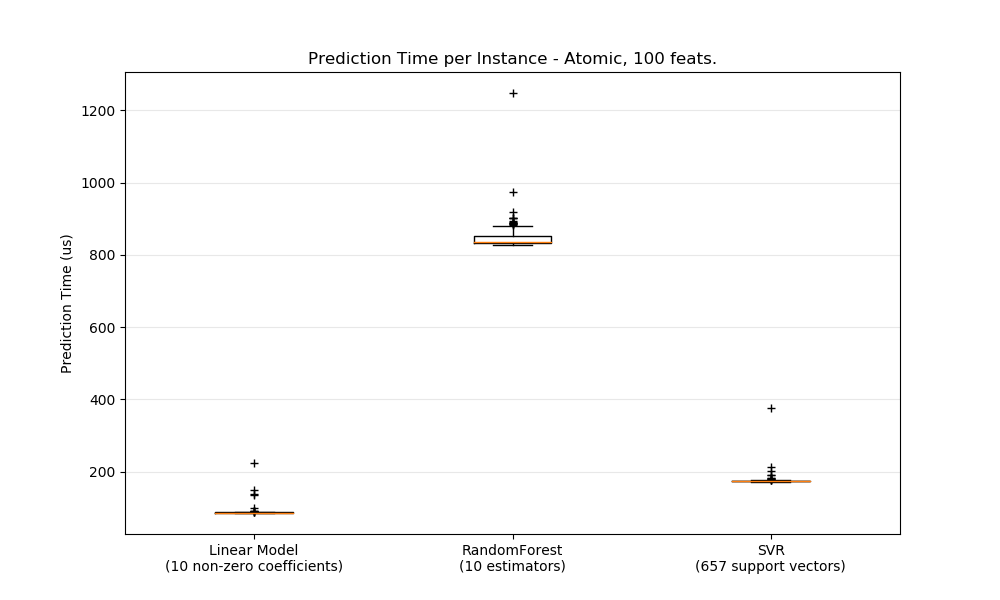 Prediction Time per Instance - Atomic, 100 feats.
Prediction Time (us)
1200
1000
800
600
400
200
Linear Model
(10 non-zero coefficients)
RandomForest
(10 estimators)
SVR
(657 support vectors)